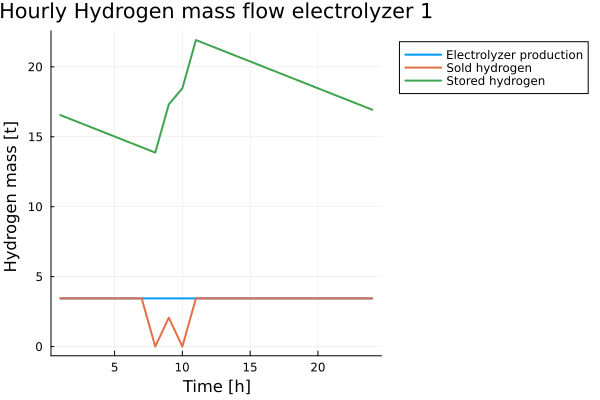 Hourly Hydrogen mass flow electrolyzer 1
Electrolyzer production
Sold hydrogen
Stored hydrogen
Hydrogen mass [t]
20
15
10
5
0
5
10
15
20
Time [h]